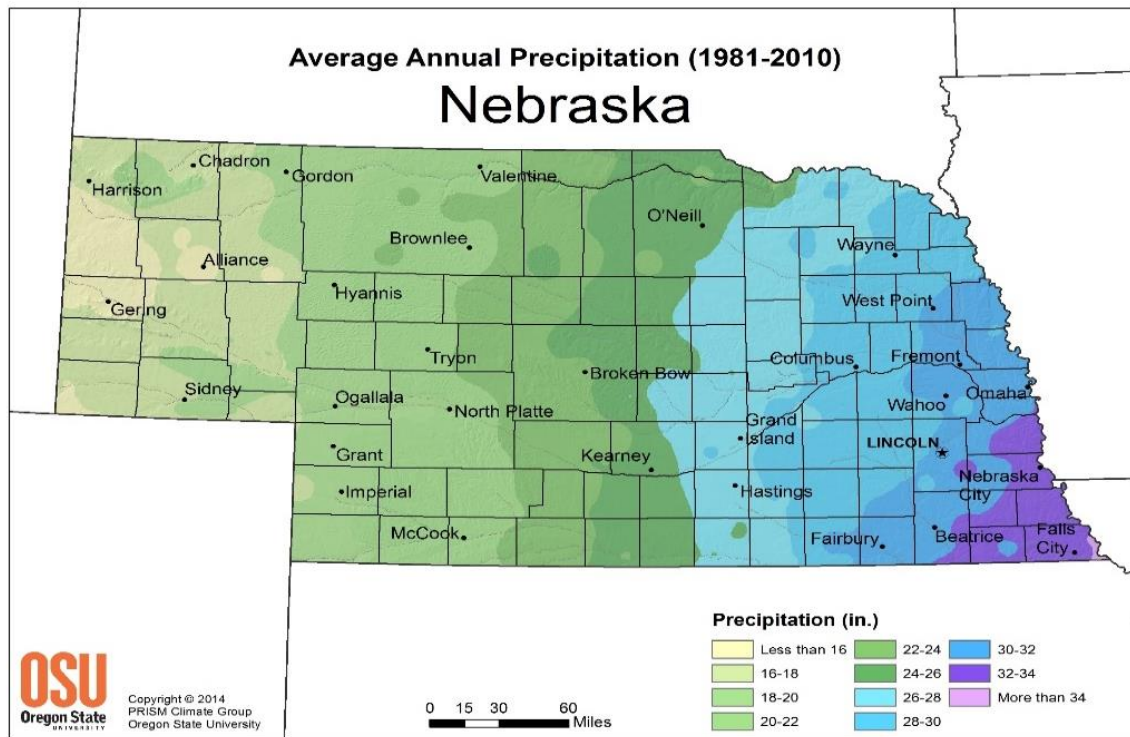 Average Annual Precipitation (1981-2010)
Nebraska
Chadron
Harrison
Gordon
Valentine
O'Neill
Brownlee
Wayne
Alliance
Hyannis
Gering
West Point
Tryon
Columbus
Fremont
Broken Bow
Sidney
Ogallala
Omaha
North Platte
Wahoo
Grand
Island
LINCOLN
Grant
Kearney
Nebraska
City
Imperial
Hastings
McCook
Fairbury
Beatrice
Falls
City
Precipitation (in.)
Less than 16
16-18
18-20
20-22
22-24
24-26
26-28
28-30
30-32
32-34
More than 34
OSU
Oregon State
UNIVERSITY
Copyright © 2014
PRISM Climate Group
Oregon State University
0 15 30 60
Miles